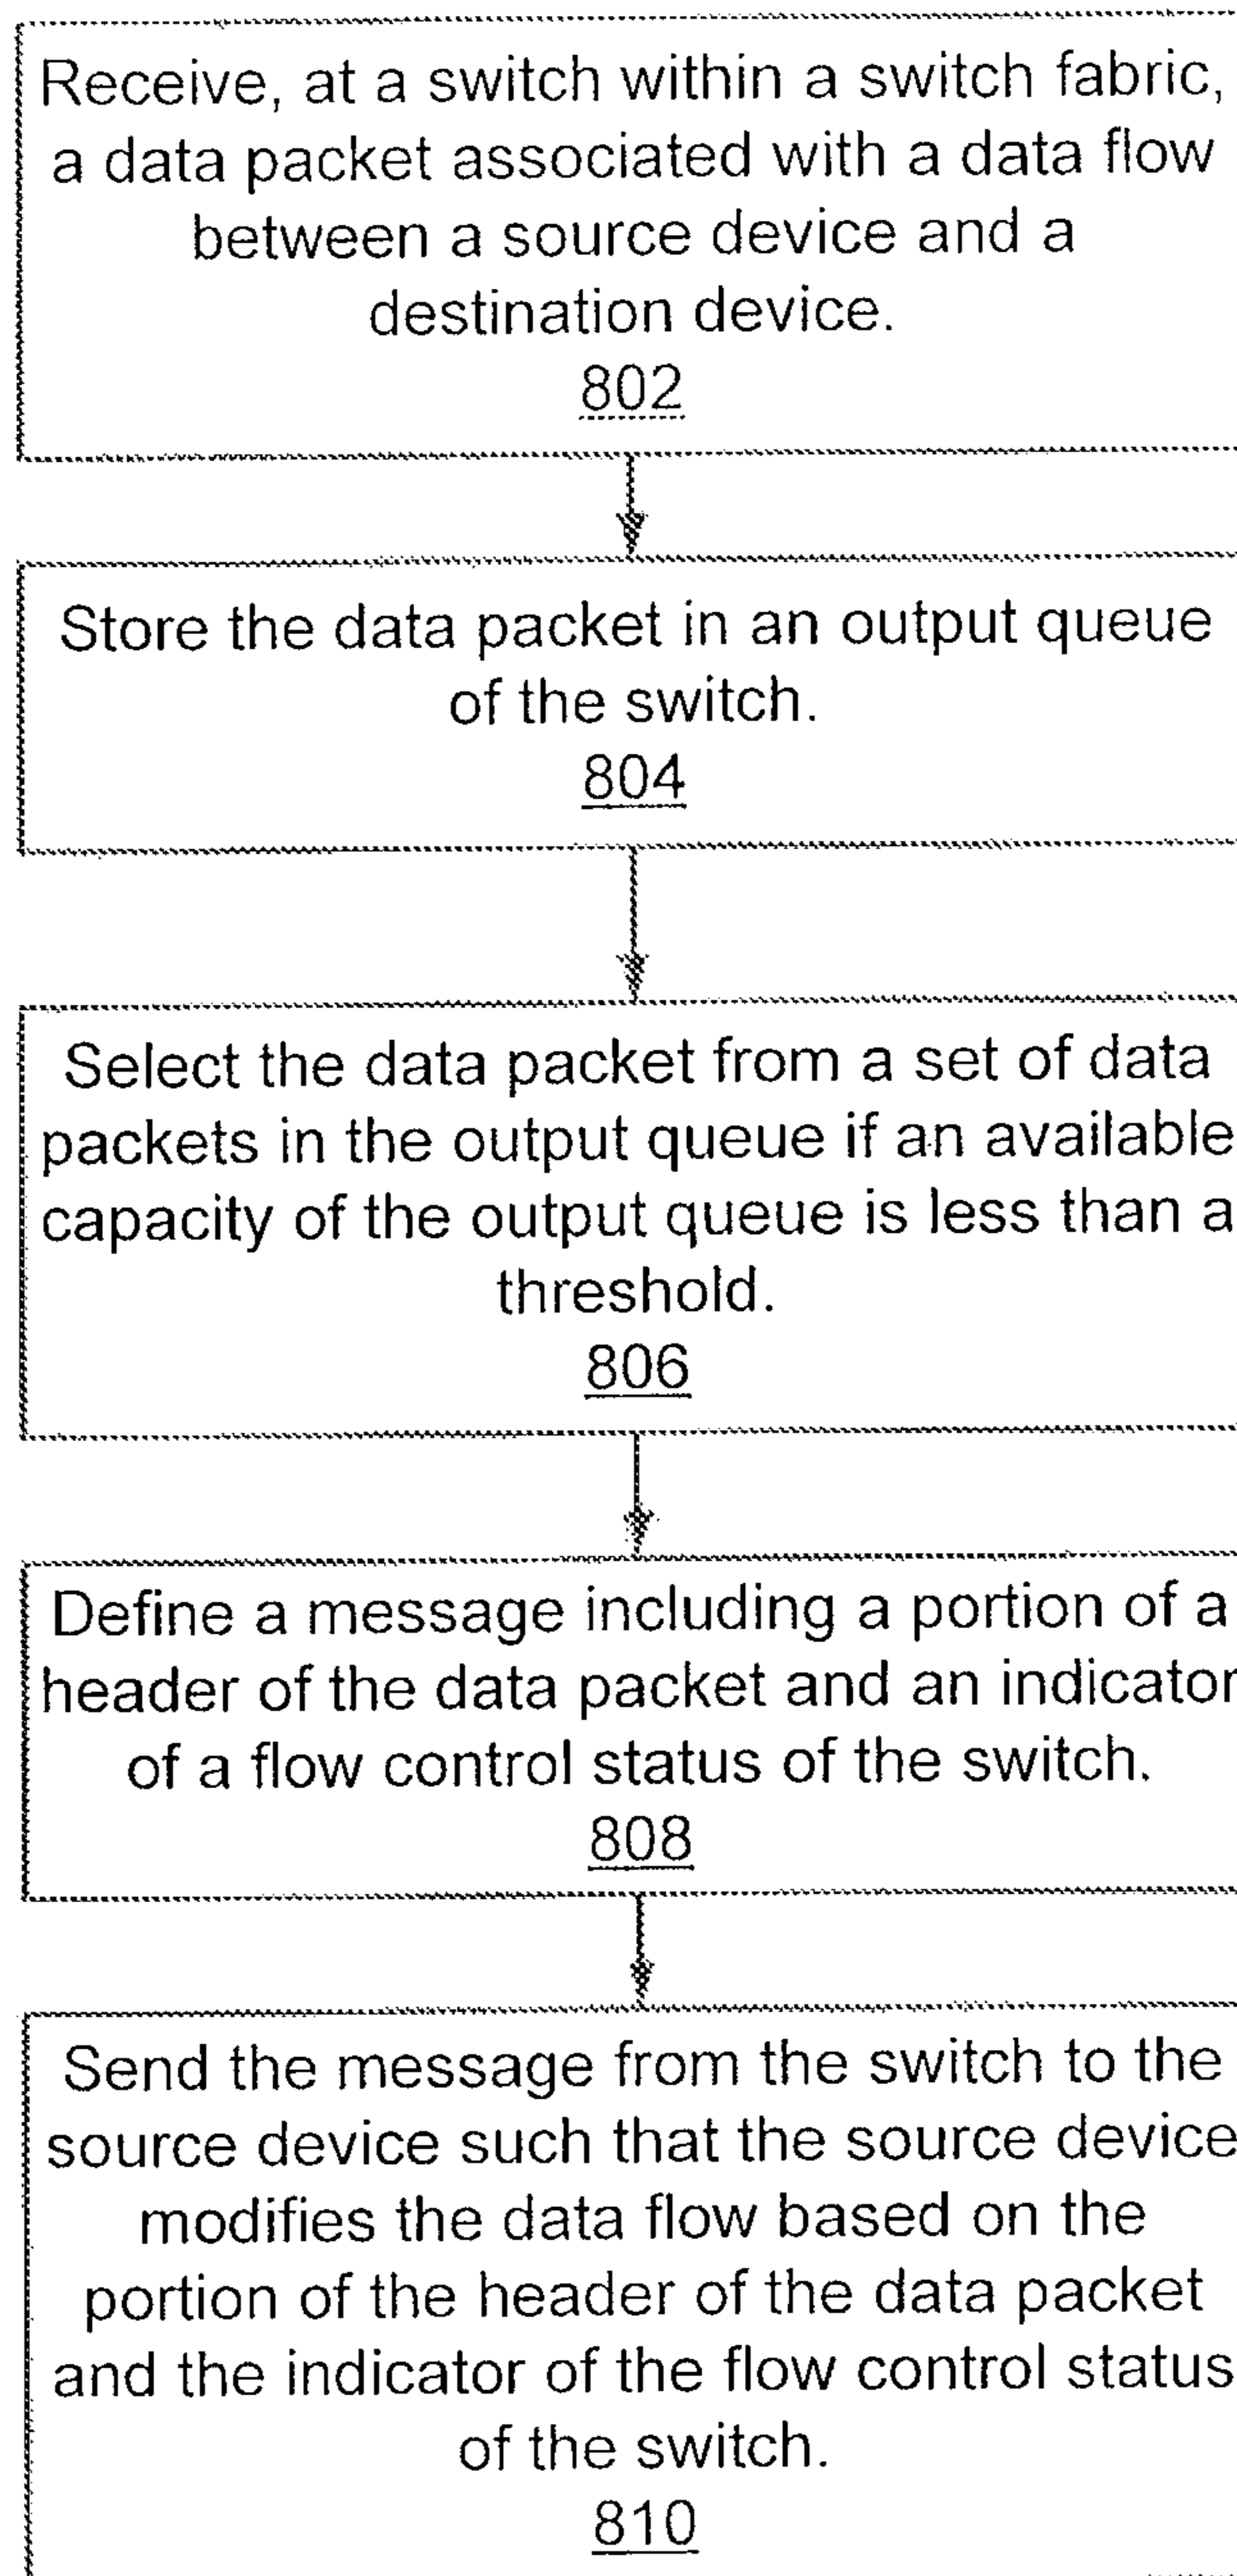 Receive, at a switch within a switch fabric,
a data packet associated with a data flow
between a source device and a
destination device.
802
Store the data packet in an output queue
of the switch.
804
Select the data packet from a set of data
packets in the output queue if an available
capacity of the output queue is less than a
threshold.
806
Define a message including a portion of a
header of the data packet and an indicator
of a flow control status of the switch.
808
Send the message from the switch to the
source device such that the source device
modifies the data flow based on the
portion of the header of the data packet
and the indicator of the flow control status
of the switch.
810